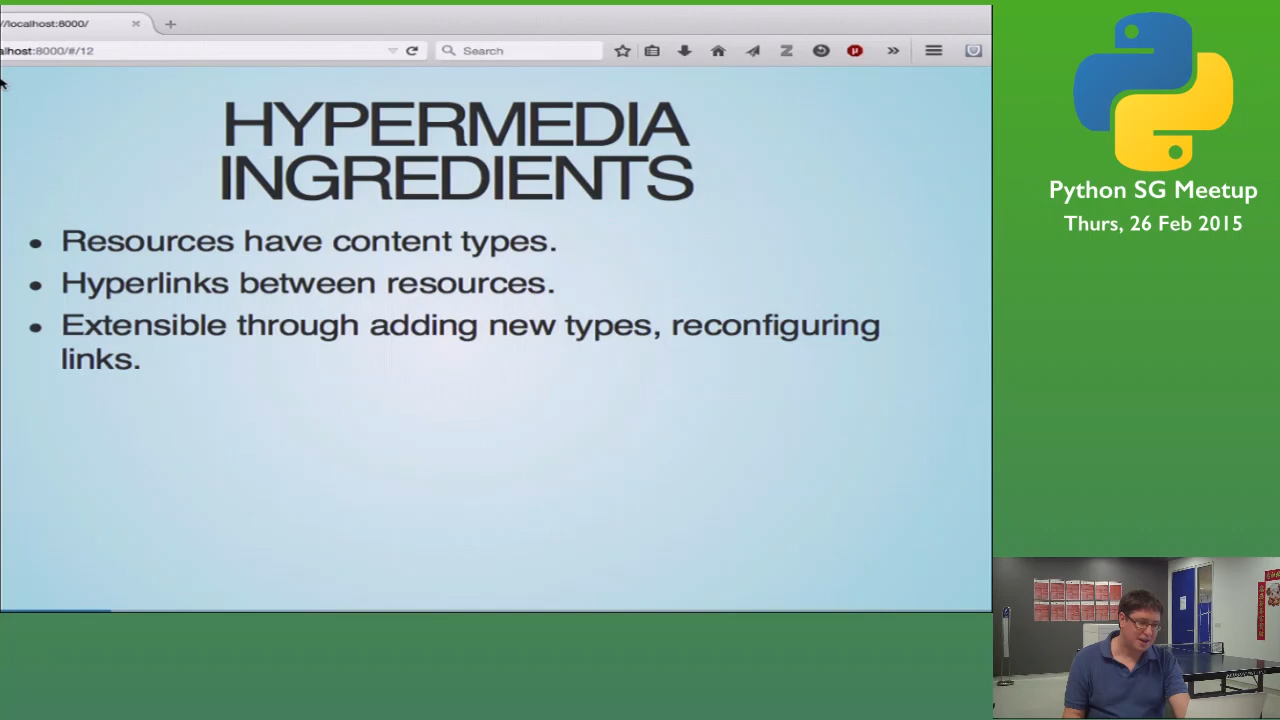 //localhost:8000/
alhost:8000/#/12
Search
HYPERMEDIA
INGREDIENTS
• Resources have content types.
• Hyperlinks between resources.
• Extensible through adding new types, reconfiguring
links.
Python SG Meetup
Thurs, 26 Feb 2015